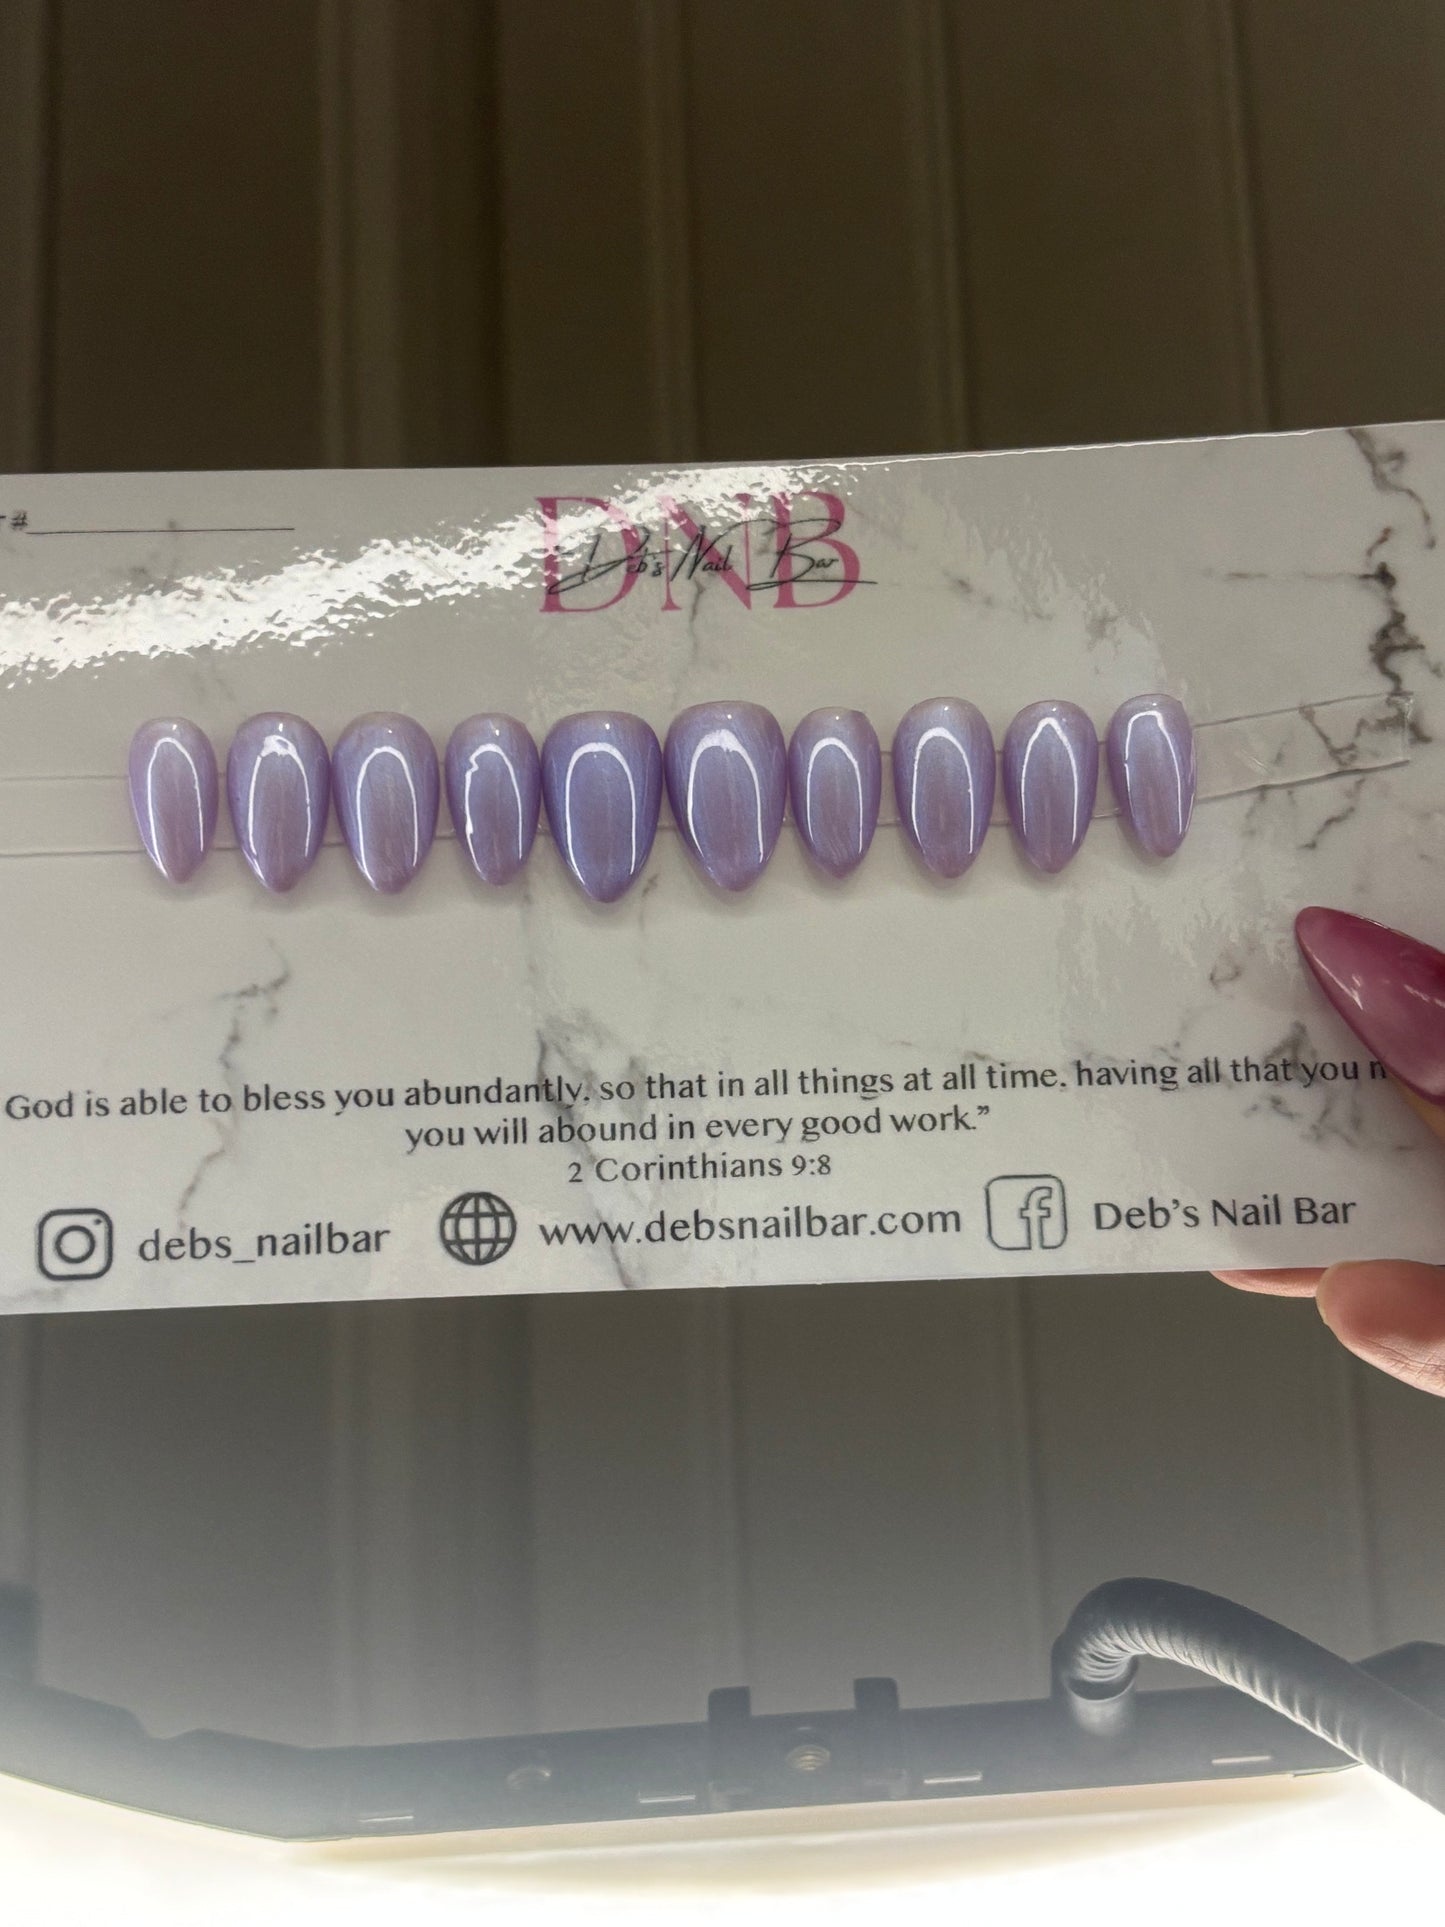 #
DNB
Deb's Nail Bar
God is able to bless you abundantly, so that in all things at all time, having all that you
you will abound in every good work.”
2 Corinthians 9:8
debs_nailbar www.debsnailbar.com Deb's Nail Bar